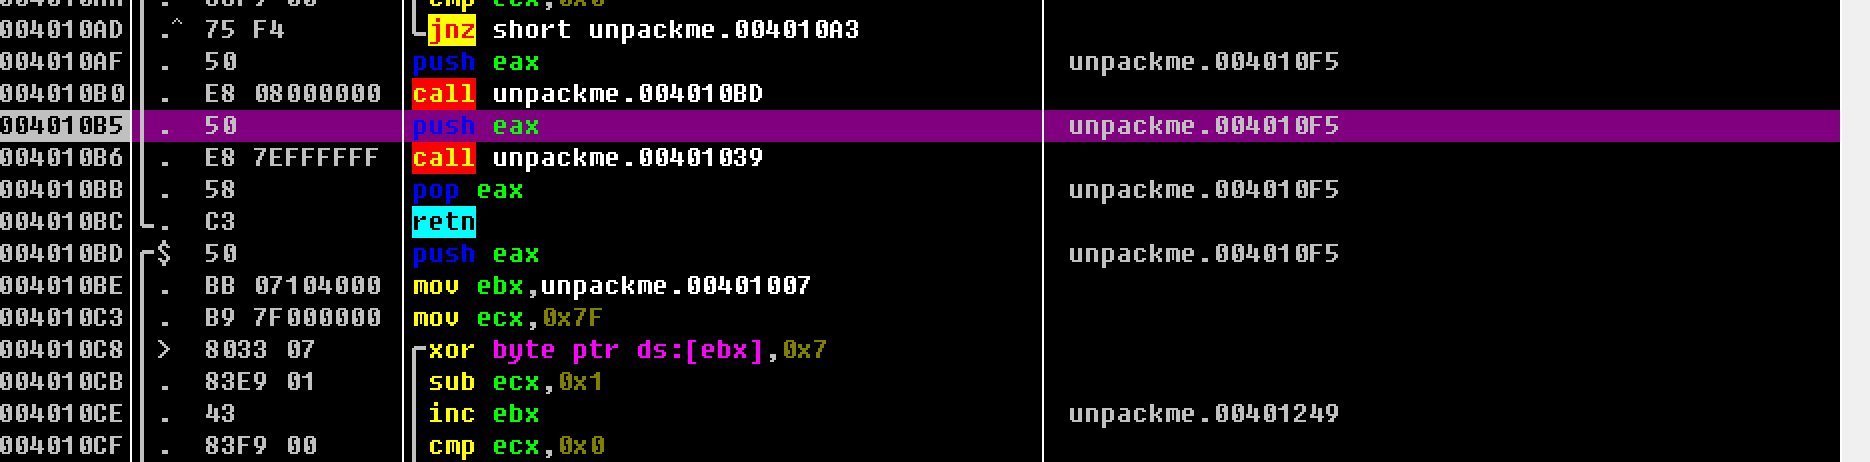 004010AD .^ 75 F4 jnz short unpackme.004010A3
004010AF . 50 push eax unpackme.004010F5
004010B0 . E8 08000000 call unpackme.004010BD
004010B5 . 50 push eax unpackme.004010F5
004010B6 . E8 7EFFFFFF call unpackme.00401039
004010BB . 58 pop eax unpackme.004010F5
004010BC . C3 retn
004010BD $ 50 push eax unpackme.004010F5
004010BE . BB 07104000 mov ebx,unpackme.00401007
004010C3 . B9 7F000000 mov ecx,0x7F
004010C8 > 8033 07 xor byte ptr ds:[ebx],0x7
004010CB . 83E9 01 sub ecx,0x1
004010CE . 43 inc ebx unpackme.00401249
004010CF . 83F9 00 cmp ecx,0x0